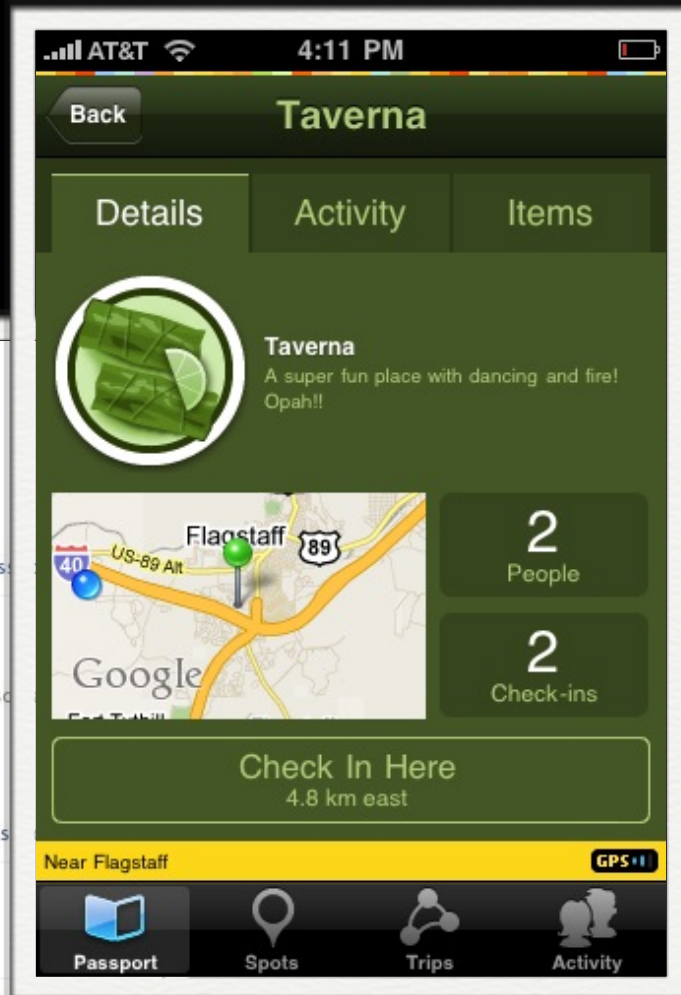 AT&T 4:11 PM
Back Taverna
Details Activity Items
Taverna
A super fun place with dancing and fire!
Opah!!
Flagstaff
89
40
US-89 Alt
Google
2
People
2
Check-ins
Check In Here
4.8 km east
Near Flagstaff GPS
Passport Spots Trips Activity